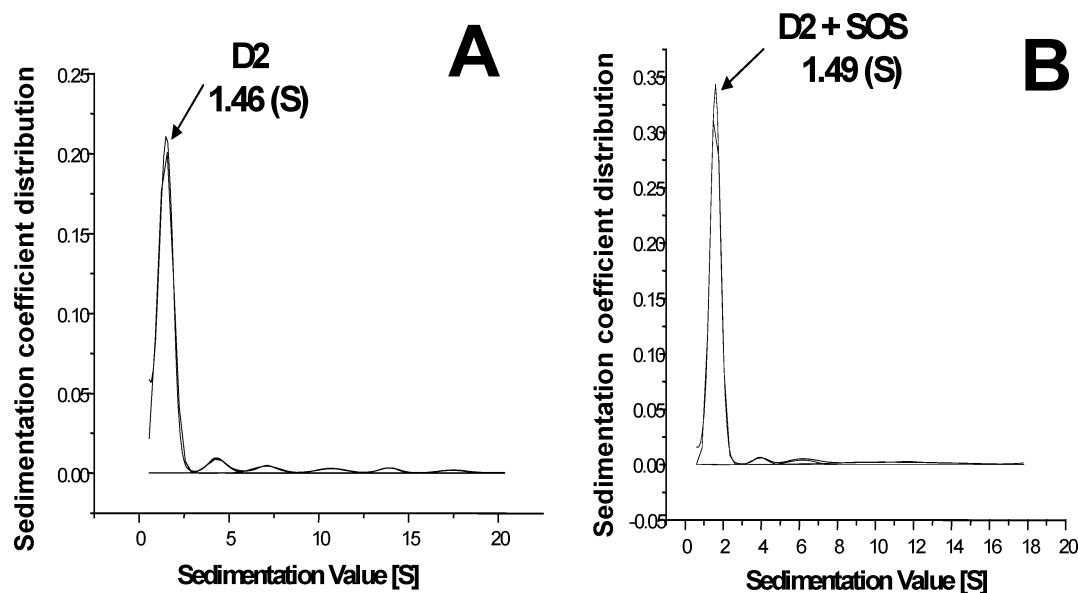 A
D2
1.46 (S)
Sedimentation coefficient distribution
0.25
0.20
0.15
0.10
0.05
0.00
0 5 10 15 20
Sedimentation Value [S]
B
D2 + SOS
1.49 (S)
Sedimentation coefficient distribution
0.35
0.30
0.25
0.20
0.15
0.10
0.05
0.00
-0.05
0 2 4 6 8 10 12 14 16 18 20
Sedimentation Value [S]